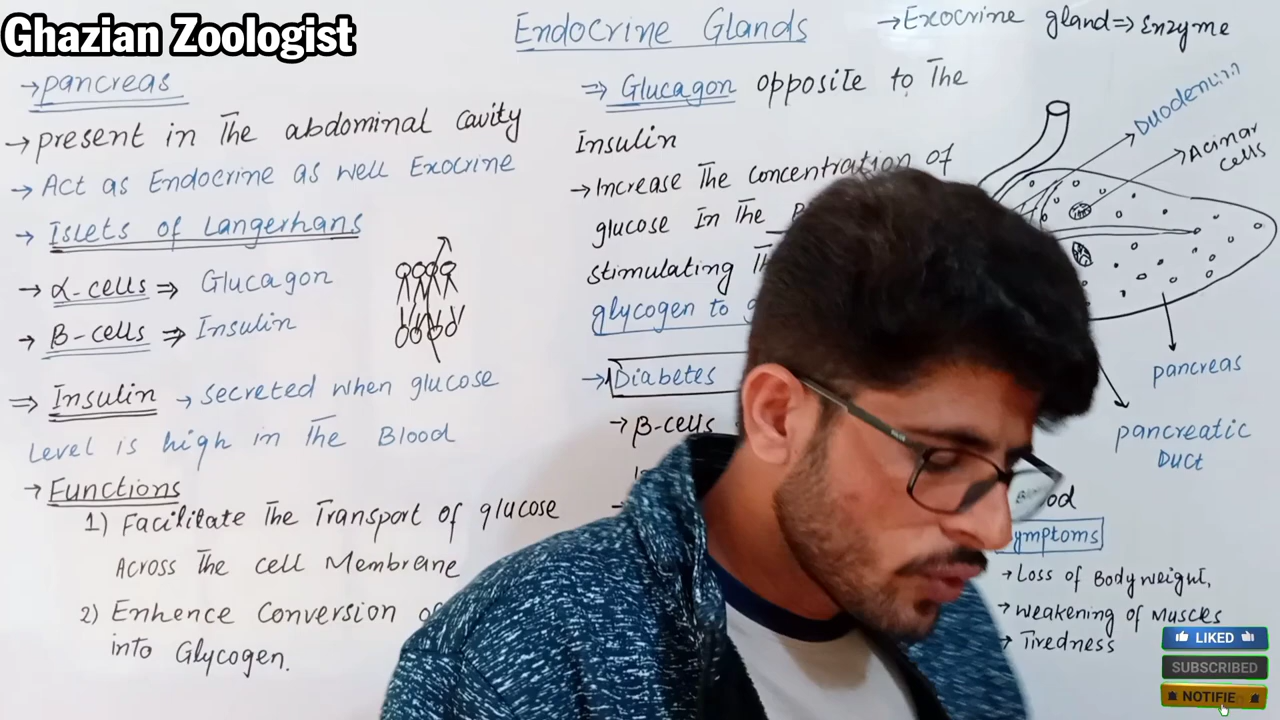 Ghazian Zoologist
Endocrine Glands
→Exocrine gland⇒Enzyme
→pancreas
→present in The abdominal cavity
→ Act as Endocrine as well Exocrine
→ Islets of Langerhans
→ α-cells ⇒ Glucagon
→ β-cells ⇒ Insulin
⇒ Insulin → secreted when glucose
Level is high in The Blood
→ Functions
1) Facilitate The Transport of glucose
Across The cell Membrane
2) Enhence Conversion
into Glycogen.
⇒ Glucagon opposite to The
Insulin
→Increase The concentration of
glucose In The
stimulating
glycogen to
→Diabetes
→β-cells
Duodenum
Acinar
cells
pancreas
pancreatic
Duct
→Loss of Body weight,
→weakening of Muscles
→Tiredness
LIKED
SUBSCRIBED
NOTIFIE